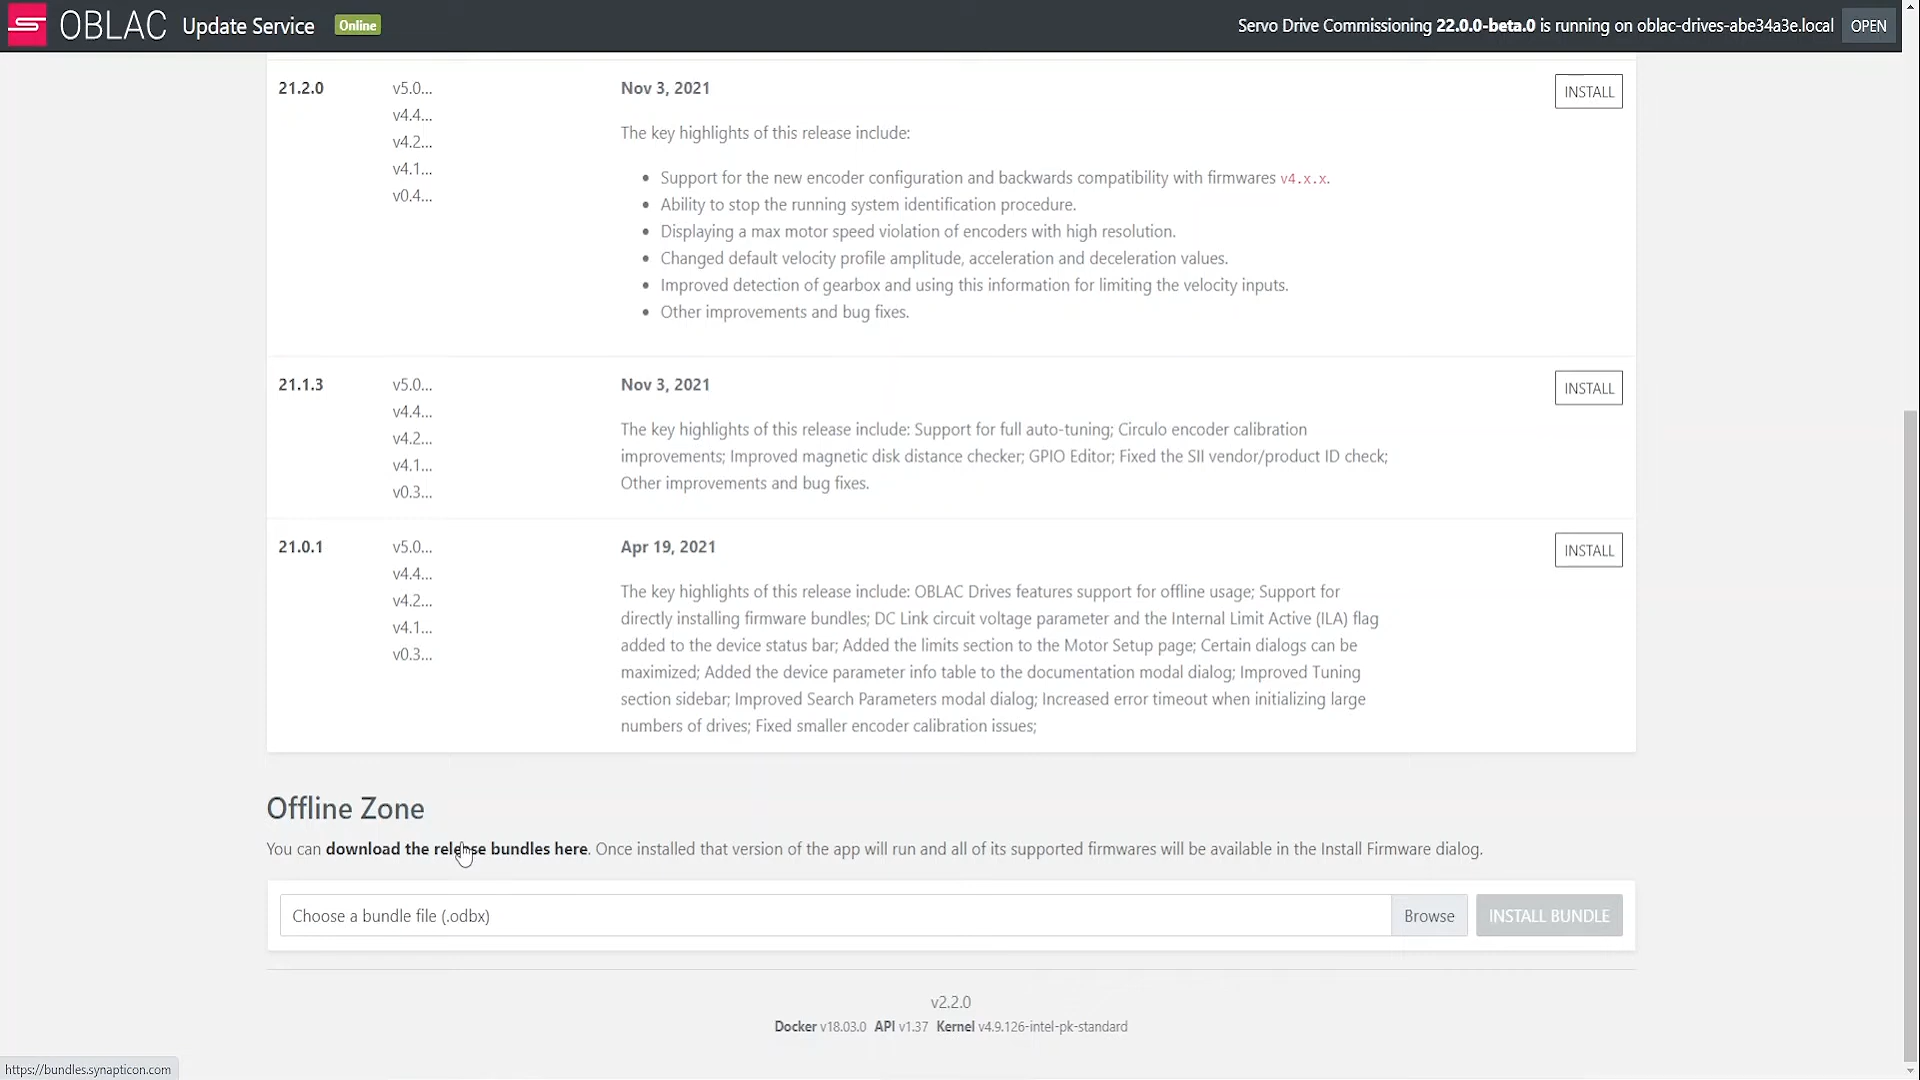 OBLAC Update Service Online Servo Drive Commissioning 22.0.0-beta.0 is running on oblac-drives-abe34a3e.local OPEN
21.2.0 v5.0... Nov 3, 2021 INSTALL
v4.4...
The key highlights of this release include:
v4.2...
v4.1...
Support for the new encoder configuration and backwards compatibility with firmwares v4.x.x.
v0.4...
Ability to stop the running system identification procedure.
Displaying a max motor speed violation of encoders with high resolution.
Changed default velocity profile amplitude, acceleration and deceleration values.
Improved detection of gearbox and using this information for limiting the velocity inputs.
Other improvements and bug fixes.
21.1.3 v5.0... Nov 3, 2021 INSTALL
v4.4...
The key highlights of this release include: Support for full auto-tuning; Circulo encoder calibration
v4.2...
improvements; Improved magnetic disk distance checker; GPIO Editor; Fixed the SII vendor/product ID check;
v4.1...
Other improvements and bug fixes.
v0.3...
21.0.1 v5.0... Apr 19, 2021 INSTALL
v4.4...
The key highlights of this release include: OBLAC Drives features support for offline usage; Support for
v4.2...
directly installing firmware bundles; DC Link circuit voltage parameter and the Internal Limit Active (ILA) flag
v4.1...
added to the device status bar; Added the limits section to the Motor Setup page; Certain dialogs can be
v0.3...
maximized; Added the device parameter info table to the documentation modal dialog; Improved Tuning
section sidebar; Improved Search Parameters modal dialog; Increased error timeout when initializing large
numbers of drives; Fixed smaller encoder calibration issues;
Offline Zone
You can download the release bundles here. Once installed that version of the app will run and all of its supported firmwares will be available in the Install Firmware dialog.
Choose a bundle file (.odbx) Browse INSTALL BUNDLE
v2.2.0
Docker v18.03.0 API v1.37 Kernel v4.9.126-intel-pk-standard
https://bundles.synapticon.com